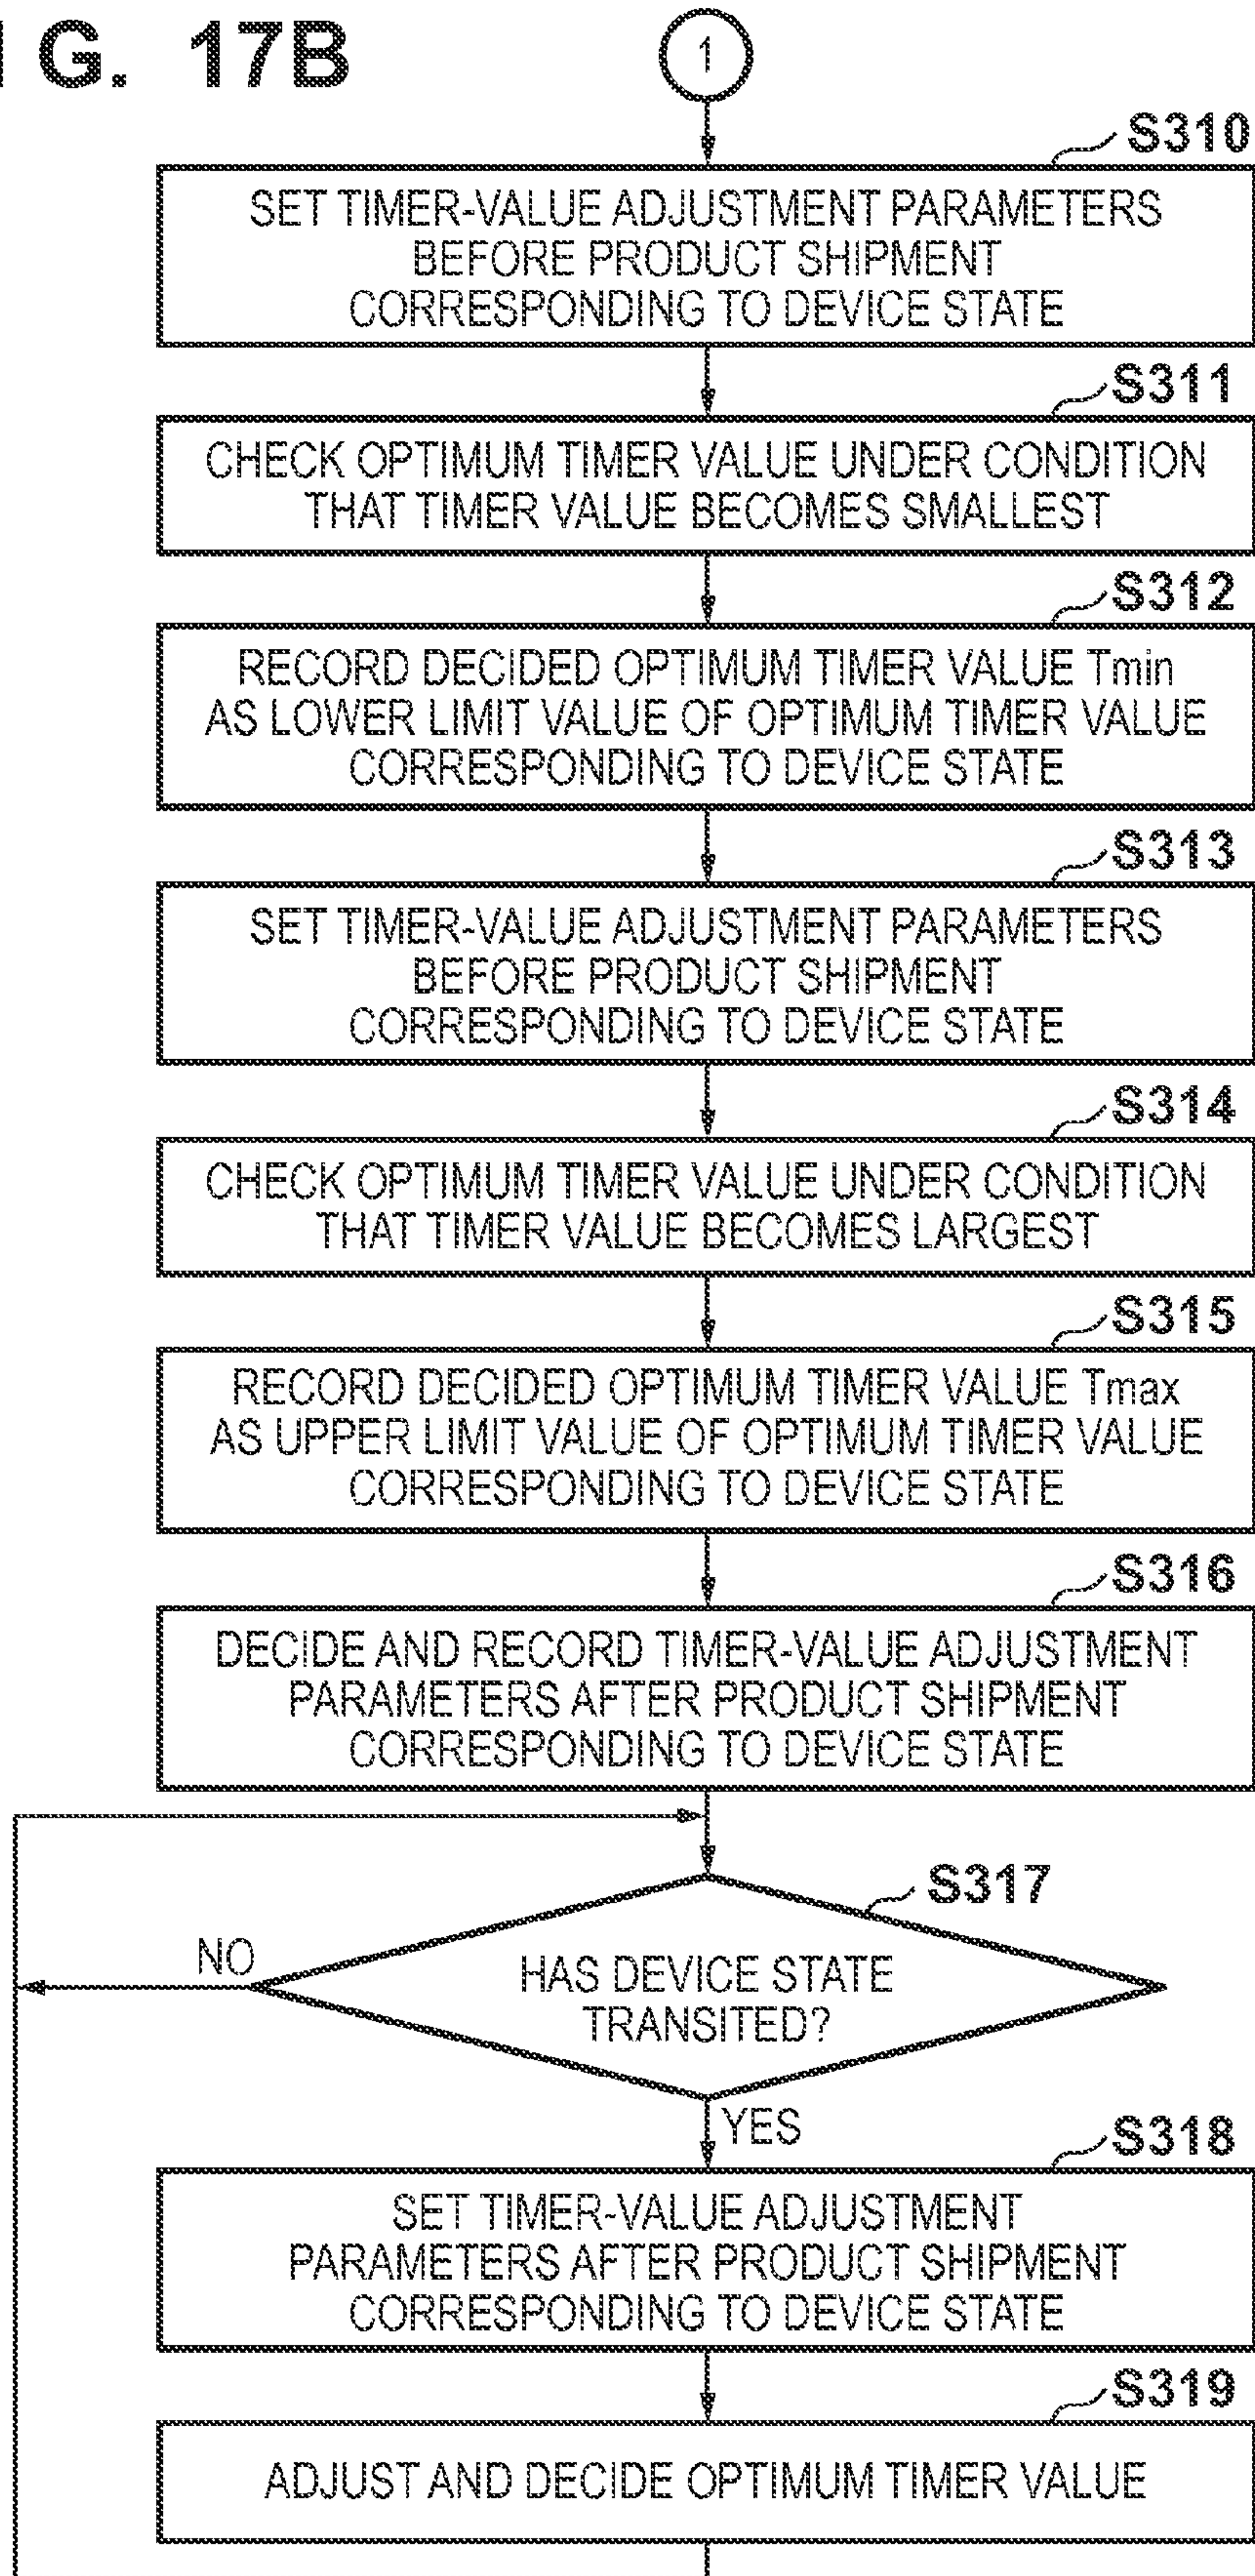 G. 17B
1
S310
SET TIMER-VALUE ADJUSTMENT PARAMETERS
BEFORE PRODUCT SHIPMENT
CORRESPONDING TO DEVICE STATE
S311
CHECK OPTIMUM TIMER VALUE UNDER CONDITION
THAT TIMER VALUE BECOMES SMALLEST
S312
RECORD DECIDED OPTIMUM TIMER VALUE Tmin
AS LOWER LIMIT VALUE OF OPTIMUM TIMER VALUE
CORRESPONDING TO DEVICE STATE
S313
SET TIMER-VALUE ADJUSTMENT PARAMETERS
BEFORE PRODUCT SHIPMENT
CORRESPONDING TO DEVICE STATE
S314
CHECK OPTIMUM TIMER VALUE UNDER CONDITION
THAT TIMER VALUE BECOMES LARGEST
S315
RECORD DECIDED OPTIMUM TIMER VALUE Tmax
AS UPPER LIMIT VALUE OF OPTIMUM TIMER VALUE
CORRESPONDING TO DEVICE STATE
S316
DECIDE AND RECORD TIMER-VALUE ADJUSTMENT
PARAMETERS AFTER PRODUCT SHIPMENT
CORRESPONDING TO DEVICE STATE
S317
NO
HAS DEVICE STATE
TRANSITED?
YES
S318
SET TIMER-VALUE ADJUSTMENT
PARAMETERS AFTER PRODUCT SHIPMENT
CORRESPONDING TO DEVICE STATE
S319
ADJUST AND DECIDE OPTIMUM TIMER VALUE